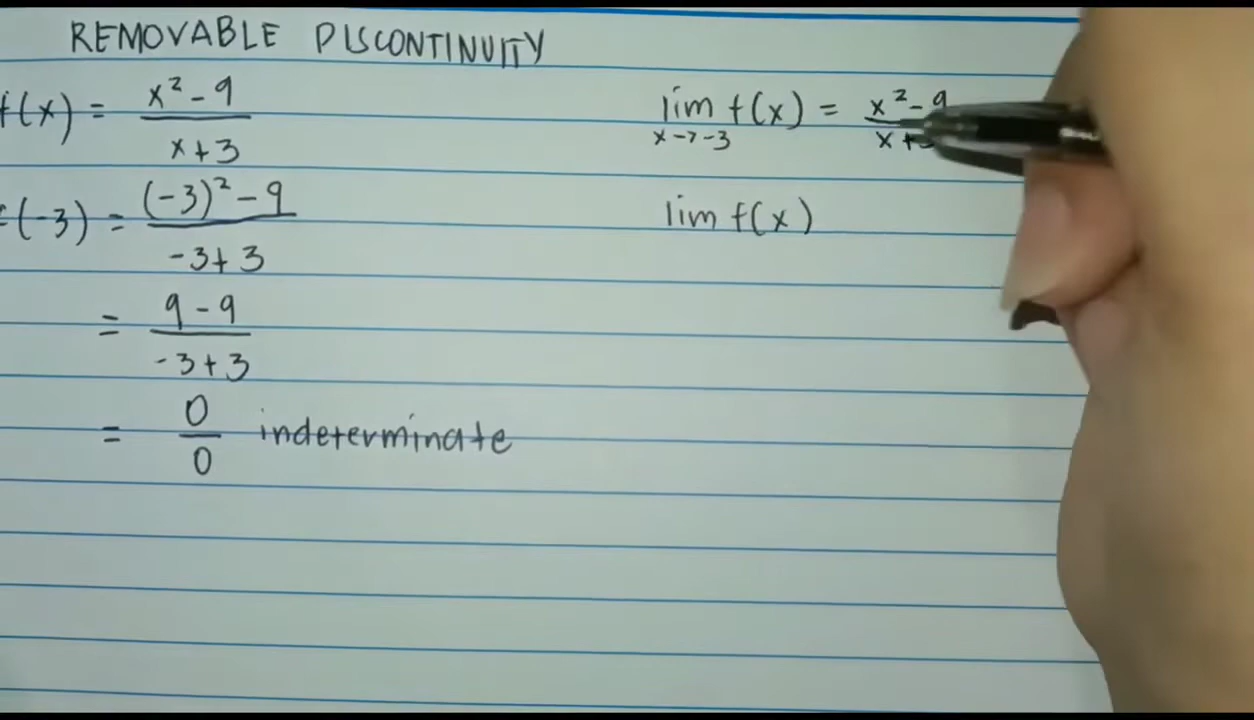 REMOVABLE DISCONTINUITY
f(x) = x² - 9 / x + 3
f(-3) = (-3)² - 9 / -3 + 3
= 9 - 9 / -3 + 3
= 0 / 0 indeterminate
lim x→-3 f(x) = x² - 9 / x + 3
lim f(x)